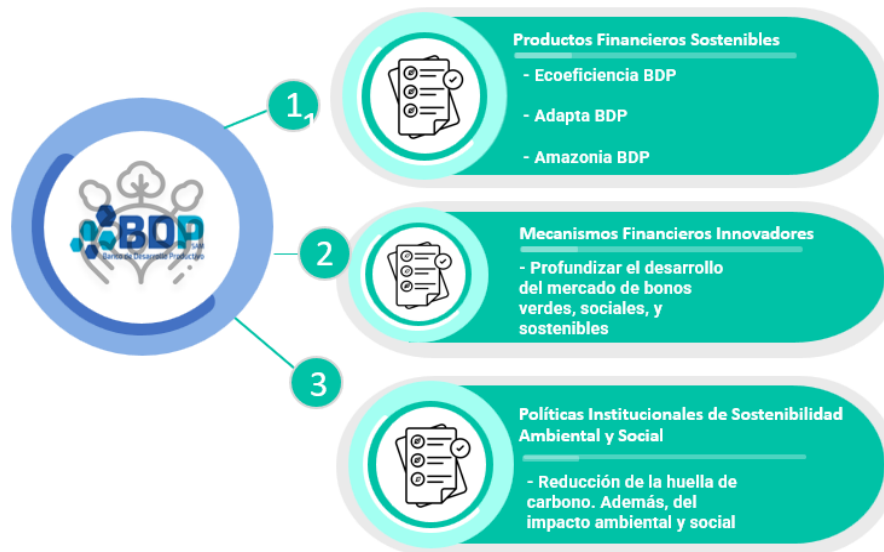 BDP
SAM
Banco de Desarrollo Productivo
1
1
Productos Financieros Sostenibles
- Ecoeficiencia BDP
- Adapta BDP
- Amazonia BDP
2
Mecanismos Financieros Innovadores
- Profundizar el desarrollo
del mercado de bonos
verdes, sociales, y
sostenibles
3
Políticas Institucionales de Sostenibilidad
Ambiental y Social
- Reducción de la huella de
carbono. Además, del
impacto ambiental y social